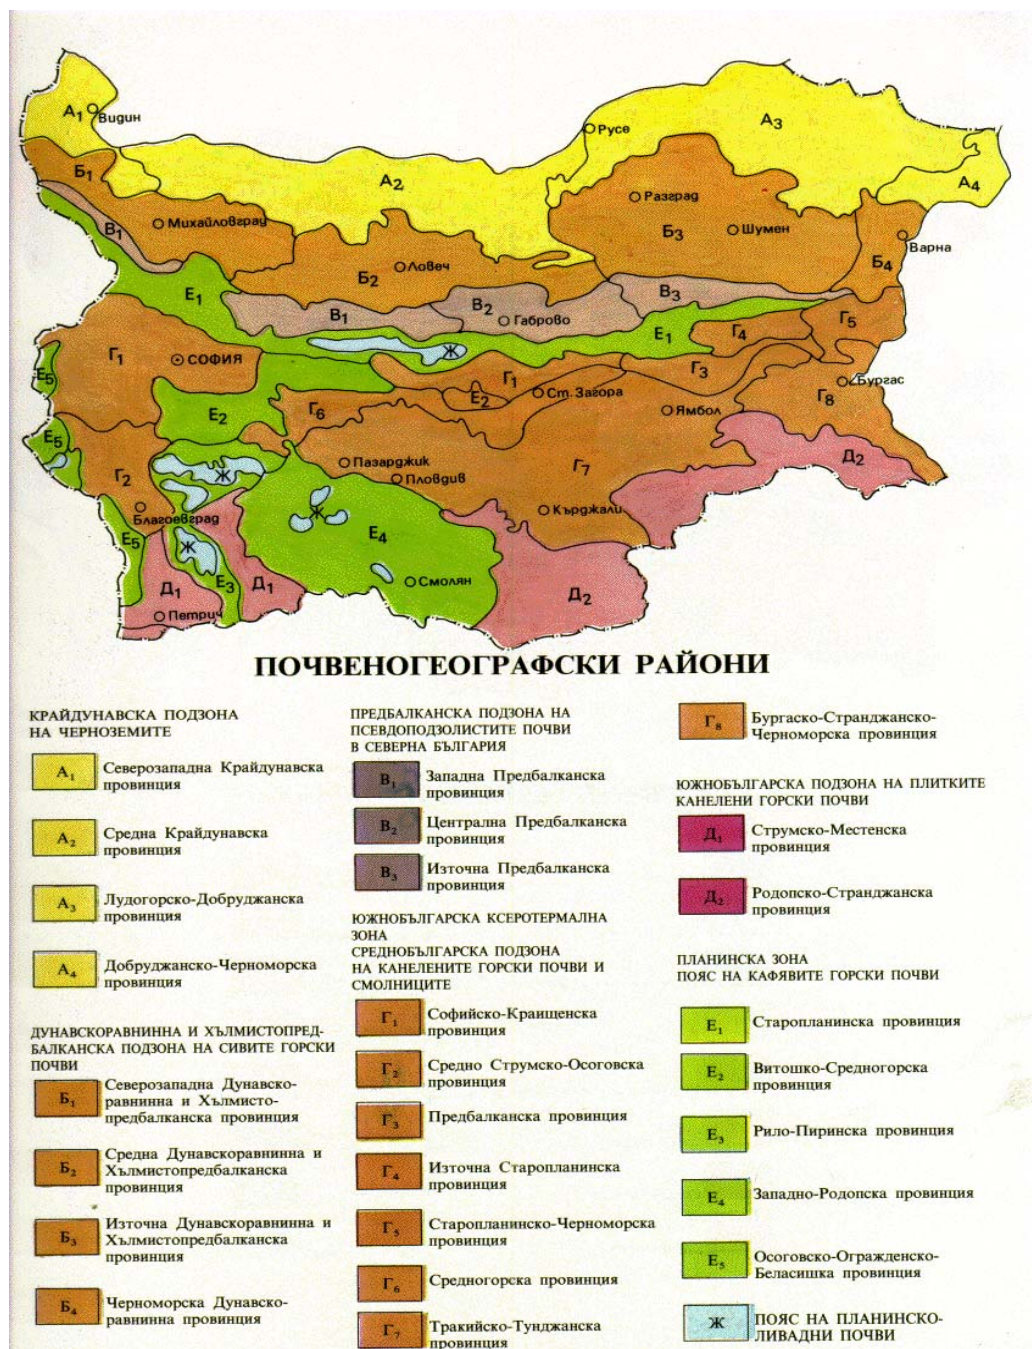 А₁
Видин
Русе
А₃
А₂
А₄
Б₁
Разград
Михайловград
Б₃
Шумен
Варна
В₁
Б₂
Ловеч
Б₄
Е₁
В₃
В₂
В₁
Габрово
Г₅
Е₁
Г₄
Г₁
СОФИЯ
Ж
Е₅
Г₁
Г₃
Бургас
Е₂
Ст. Загора
Г₈
Е₂
Г₆
Ямбол
Е₅
Пазарджик
Г₇
Д₂
Г₂
Ж
Пловдив
Ж
Кърджали
Благоевград
Е₅
Е₄
Ж
Е₃
Смолян
Д₁
Д₁
Д₂
Петрич
ПОЧВЕНОГЕОГРАФСКИ РАЙОНИ
КРАЙДУНАВСКА ПОДЗОНА
НА ЧЕРНОЗЕМИТЕ
А₁ Северозападна Крайдунавска
провинция
А₂ Средна Крайдунавска
провинция
А₃ Лудогорско-Добруджанска
провинция
А₄ Добруджанско-Черноморска
провинция
ДУНАВСКОРАВНИННА И ХЪЛМИСТОПРЕД-
БАЛКАНСКА ПОДЗОНА НА СИВИТЕ ГОРСКИ
ПОЧВИ
Б₁ Северозападна Дунавско-
равнинна и Хълмисто-
предбалканска провинция
Б₂ Средна Дунавскоравнинна и
Хълмистопредбалканска
провинция
Б₃ Източна Дунавскоравнинна и
Хълмистопредбалканска
провинция
Б₄ Черноморска Дунавско-
равнинна провинция
ПРЕДБАЛКАНСКА ПОДЗОНА НА
ПСЕВДОПОДЗОЛИСТИТЕ ПОЧВИ
В СЕВЕРНА БЪЛГАРИЯ
В₁ Западна Предбалканска
провинция
В₂ Централна Предбалканска
провинция
В₃ Източна Предбалканска
провинция
ЮЖНОБЪЛГАРСКА КСЕРОТЕРМАЛНА
ЗОНА
СРЕДНОБЪЛГАРСКА ПОДЗОНА
НА КАНЕЛЕНИТЕ ГОРСКИ ПОЧВИ И
СМОЛНИЦИТЕ
Г₁ Софийско-Краищенска
провинция
Г₂ Средно Струмско-Осоговска
провинция
Г₃ Предбалканска провинция
Г₄ Източна Старопланинска
провинция
Г₅ Старопланинско-Черноморска
провинция
Г₆ Средногорска провинция
Г₇ Тракийско-Тунджанска
провинция
Г₈ Бургаско-Странджанско-
Черноморска провинция
ЮЖНОБЪЛГАРСКА ПОДЗОНА НА ПЛИТКИТЕ
КАНЕЛЕНИ ГОРСКИ ПОЧВИ
Д₁ Струмско-Местенска
провинция
Д₂ Родопско-Странджанска
провинция
ПЛАНИНСКА ЗОНА
ПОЯС НА КАФЯВИТЕ ГОРСКИ ПОЧВИ
Е₁ Старопланинска провинция
Е₂ Витошко-Средногорска
провинция
Е₃ Рило-Пиринска провинция
Е₄ Западно-Родопска провинция
Е₅ Осоговско-Огражденско-
Беласишка провинция
Ж ПОЯС НА ПЛАНИНСКО-
ЛИВАДНИ ПОЧВИ